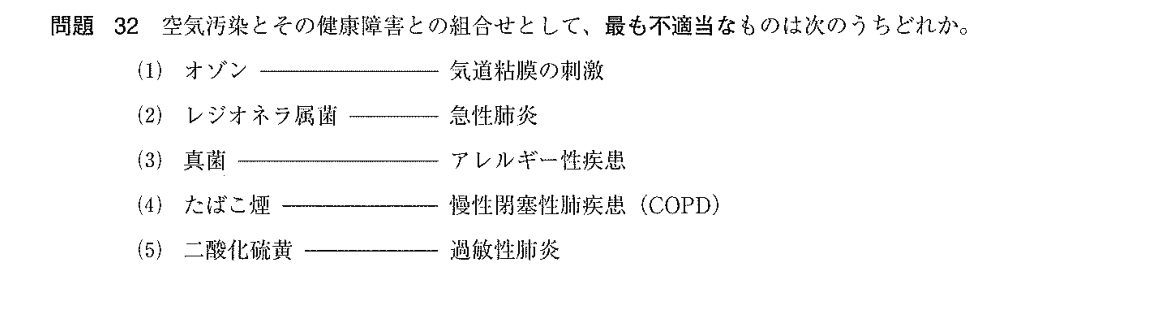 問題 32 空気汚染とその健康障害との組合せとして、最も不適当なものは次のうちどれか。
(1) オゾン ――――――――― 気道粘膜の刺激
(2) レジオネラ属菌 ――――― 急性肺炎
(3) 真菌 ―――――――――― アレルギー性疾患
(4) たばこ煙 ―――――――― 慢性閉塞性肺疾患(COPD)
(5) 二酸化硫黄 ――――――― 過敏性肺炎